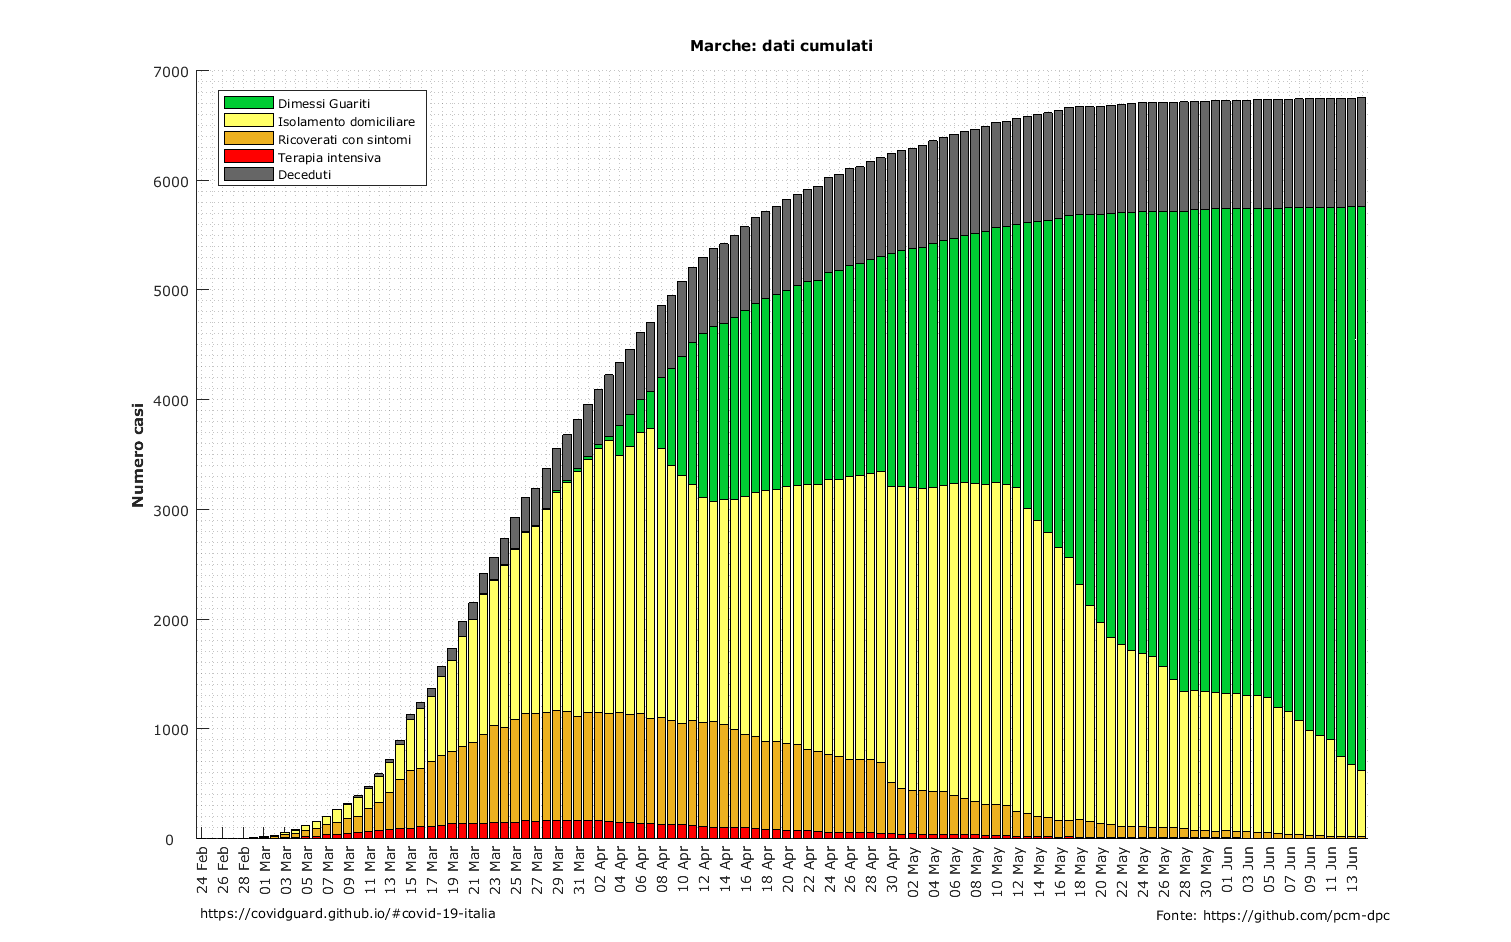 Marche: dati cumulati
7000
6000
5000
4000
3000
2000
1000
0
Numero casi
Dimessi Guariti
Isolamento domiciliare
Ricoverati con sintomi
Terapia intensiva
Deceduti
24 Feb
26 Feb
28 Feb
01 Mar
03 Mar
05 Mar
07 Mar
09 Mar
11 Mar
13 Mar
15 Mar
17 Mar
19 Mar
21 Mar
23 Mar
25 Mar
27 Mar
29 Mar
31 Mar
02 Apr
04 Apr
06 Apr
08 Apr
10 Apr
12 Apr
14 Apr
16 Apr
18 Apr
20 Apr
22 Apr
24 Apr
26 Apr
28 Apr
30 Apr
02 May
04 May
06 May
08 May
10 May
12 May
14 May
16 May
18 May
20 May
22 May
24 May
26 May
28 May
30 May
01 Jun
03 Jun
05 Jun
07 Jun
09 Jun
11 Jun
13 Jun
https://covidguard.github.io/#covid-19-italia
Fonte: https://github.com/pcm-dpc